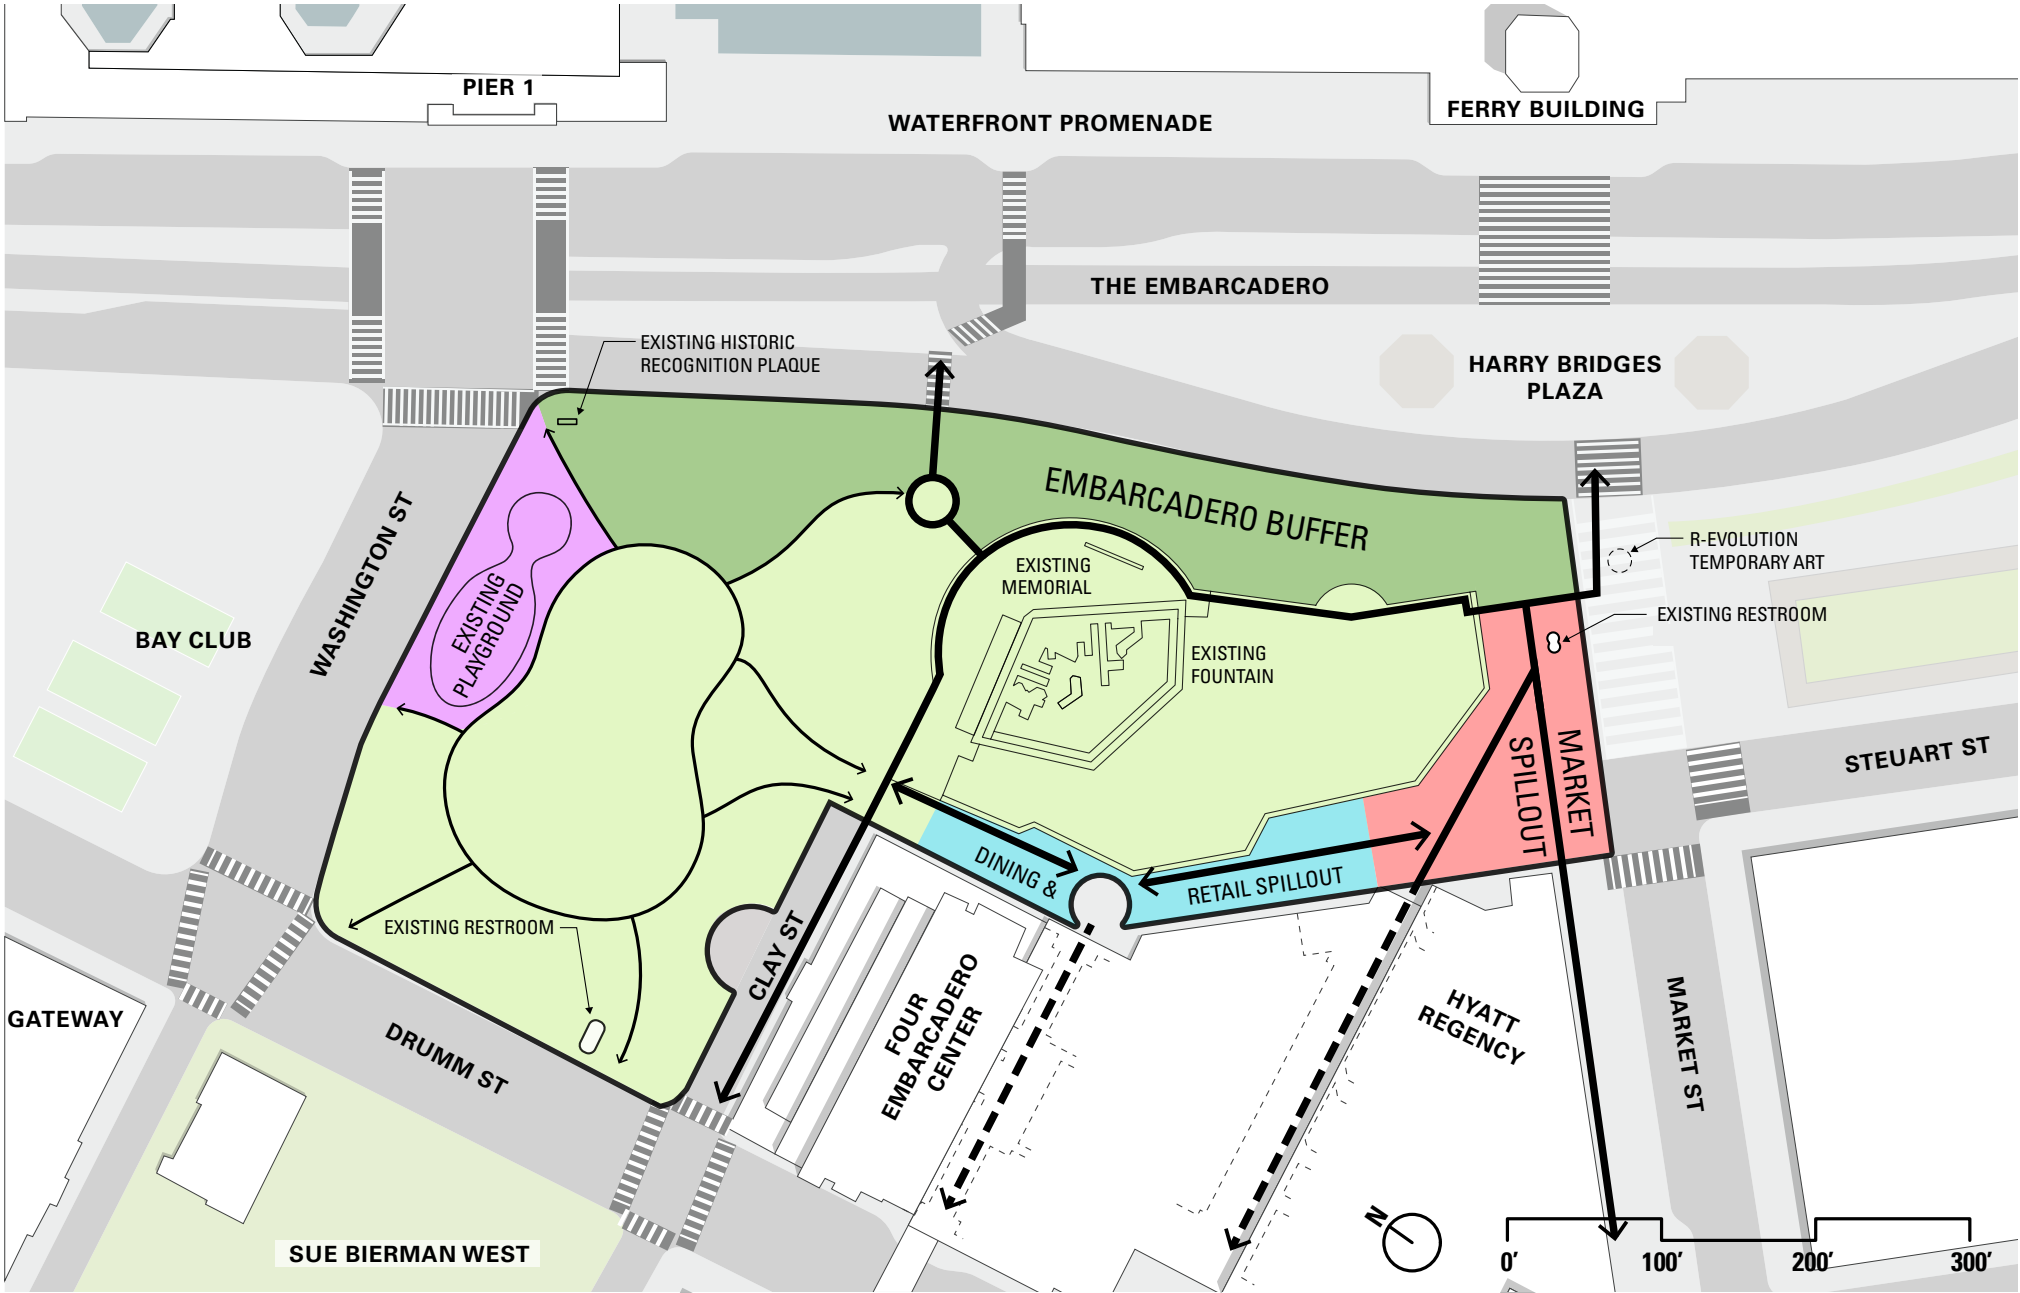 PIER 1
WATERFRONT PROMENADE
FERRY BUILDING
THE EMBARCADERO
EXISTING HISTORIC
RECOGNITION PLAQUE
HARRY BRIDGES
PLAZA
EMBARCADERO BUFFER
WASHINGTON ST
R-EVOLUTION
TEMPORARY ART
EXISTING
MEMORIAL
EXISTING
PLAYGROUND
EXISTING RESTROOM
BAY CLUB
EXISTING
FOUNTAIN
MARKET
SPILLOUT
STEUART ST
DINING &
RETAIL SPILLOUT
EXISTING RESTROOM
CLAY ST
FOUR
EMBARCADERO
CENTER
HYATT
REGENCY
MARKET ST
GATEWAY
DRUMM ST
SUE BIERMAN WEST
N
0' 100' 200' 300'